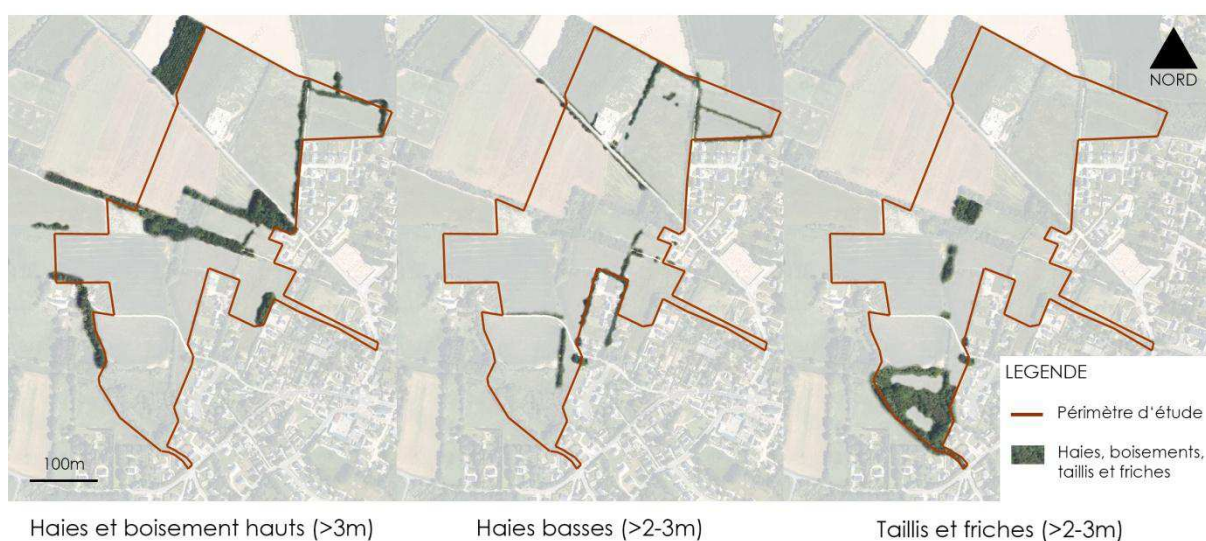 NORD
LEGENDE
Périmètre d'étude
Haies, boisements,
taillis et friches
100m
Haies et boisement hauts (>3m)
Haies basses (>2-3m)
Taillis et friches (>2-3m)